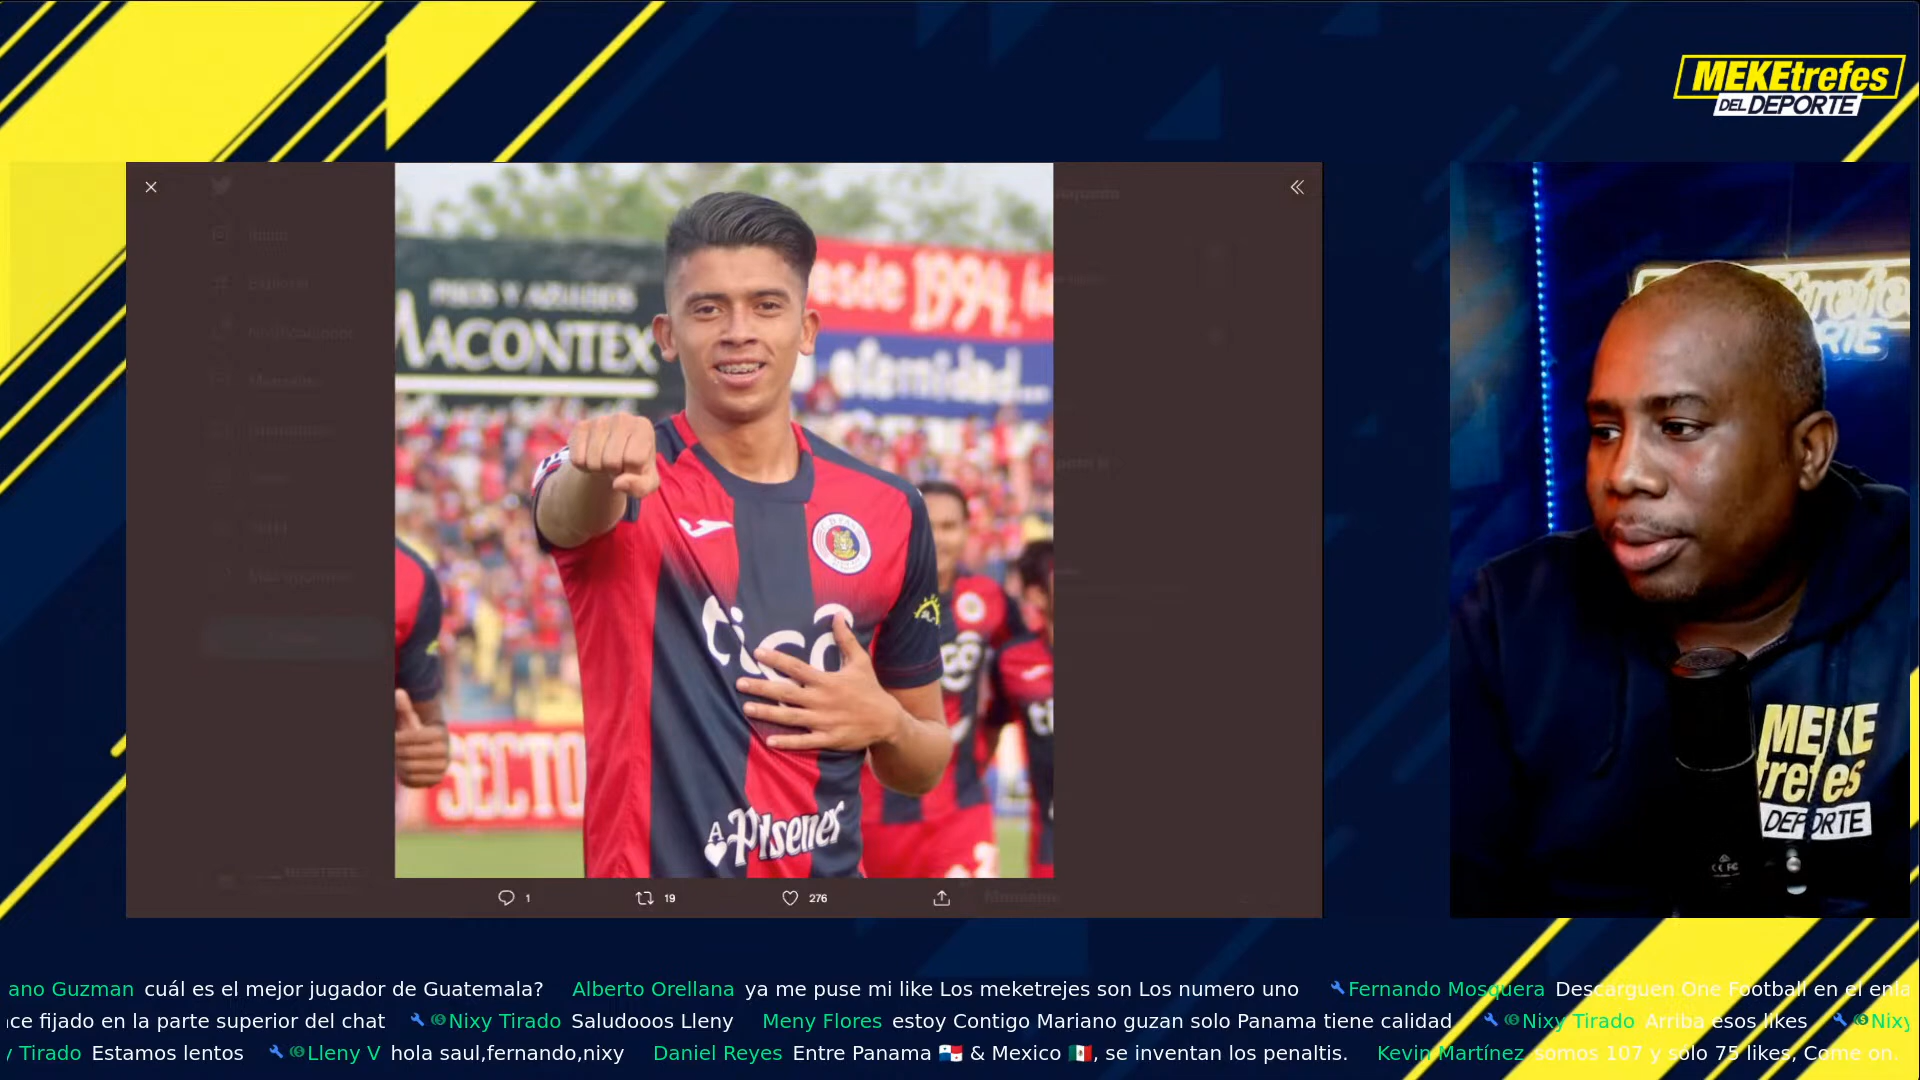 MEKEtrefes
DEL DEPORTE
PISOS Y AZULEJOS
MACONTEX
desde 1994
eternidad...
tigo
A Pilsener
SECTO
1
19
276
MEKE
trefes
DEPORTE
ano Guzman cuál es el mejor jugador de Guatemala? Alberto Orellana ya me puse mi like Los meketrejes son Los numero uno Fernando Mosquera Descarguen One Football en el enla
ce fijado en la parte superior del chat Nixy Tirado Saludooos Lleny Meny Flores estoy Contigo Mariano guzan solo Panama tiene calidad Nixy Tirado Arriba esos likes Nixy
y Tirado Estamos lentos Lleny V hola saul,fernando,nixy Daniel Reyes Entre Panama 🇵🇦 & Mexico 🇲🇽, se inventan los penaltis. Kevin Martínez somos 107 y sólo 75 likes, Come on.